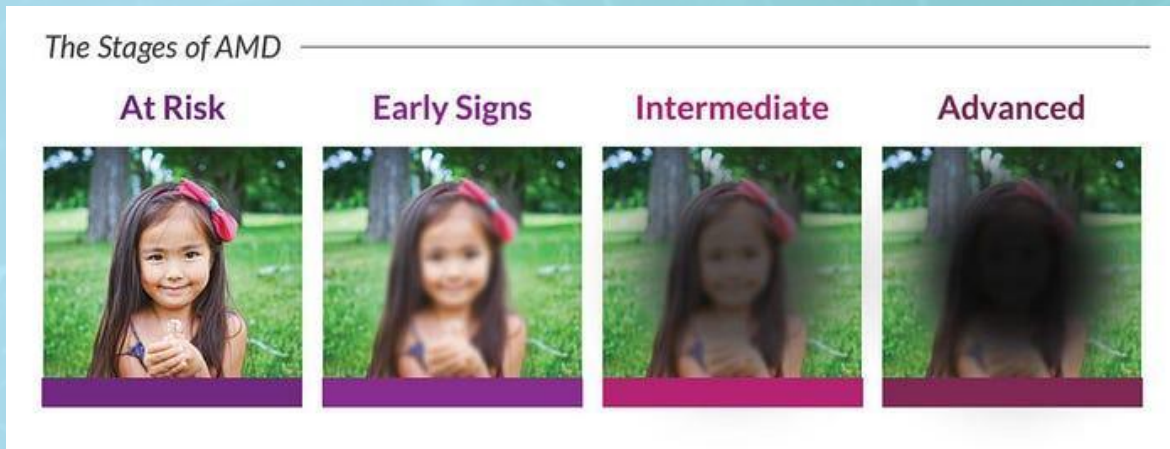 The Stages of AMD
At Risk
Early Signs
Intermediate
Advanced